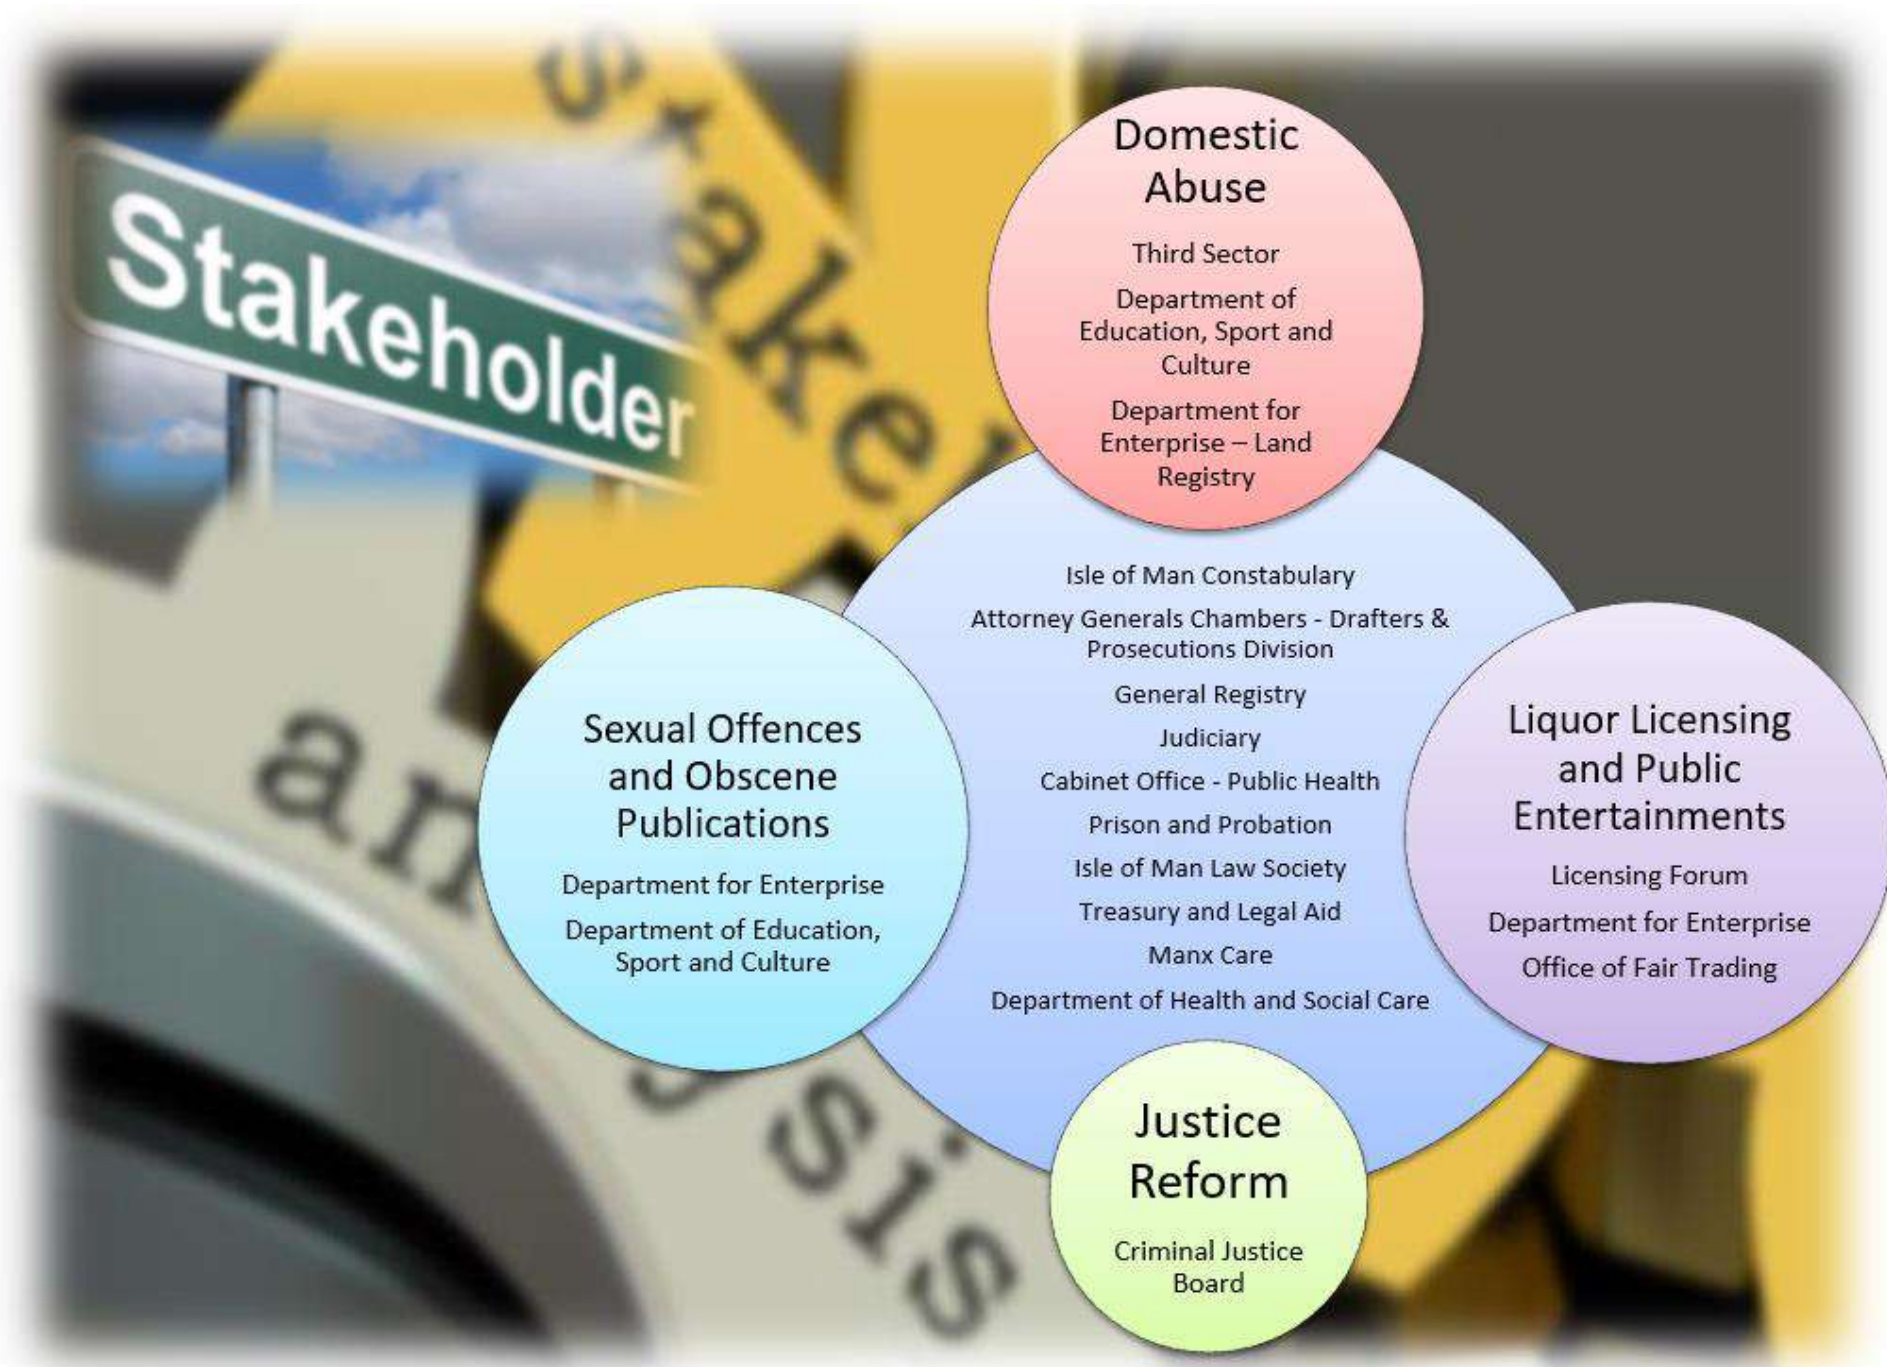 Stakeholder
stake
an
ysis
Domestic
Abuse
Third Sector
Department of
Education, Sport and
Culture
Department for
Enterprise – Land
Registry
Isle of Man Constabulary
Attorney Generals Chambers - Drafters &
Prosecutions Division
General Registry
Judiciary
Cabinet Office - Public Health
Prison and Probation
Isle of Man Law Society
Treasury and Legal Aid
Manx Care
Department of Health and Social Care
Sexual Offences
and Obscene
Publications
Department for Enterprise
Department of Education,
Sport and Culture
Liquor Licensing
and Public
Entertainments
Licensing Forum
Department for Enterprise
Office of Fair Trading
Justice
Reform
Criminal Justice
Board